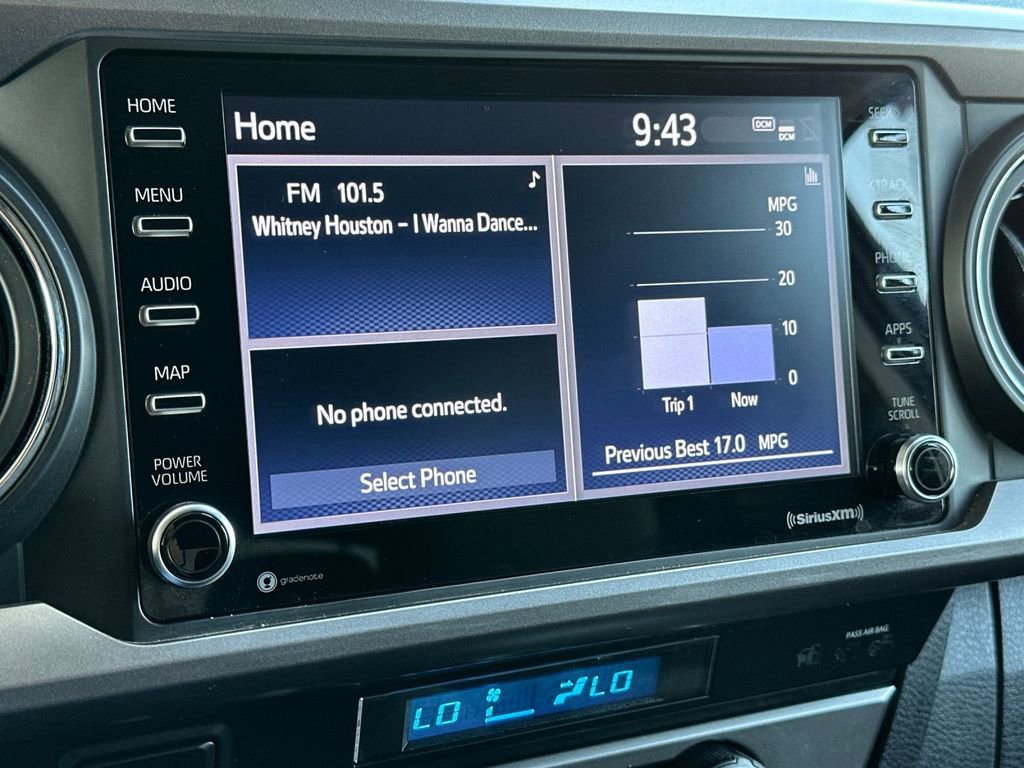 HOME
MENU
AUDIO
MAP
POWER
VOLUME
Home
9:43
DCM
DCM
FM 101.5
Whitney Houston – I Wanna Dance...
No phone connected.
Select Phone
MPG
30
20
10
0
Trip 1
Now
Previous Best 17.0 MPG
SEEK >
< TRACK
PHONE
APPS
TUNE
SCROLL
((SiriusXM))
gracenote
PASS AIR BAG
LO
LO